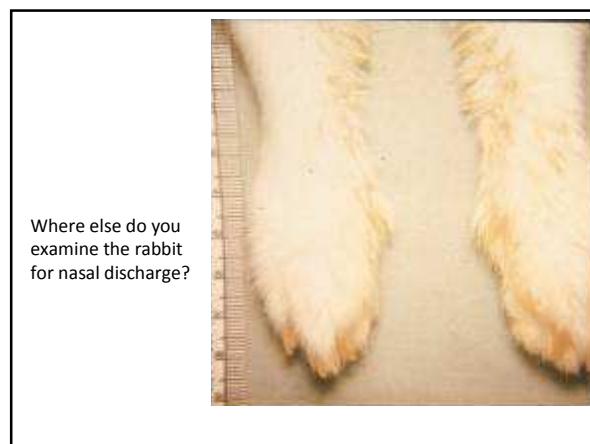 Where else do you
examine the rabbit
for nasal discharge?